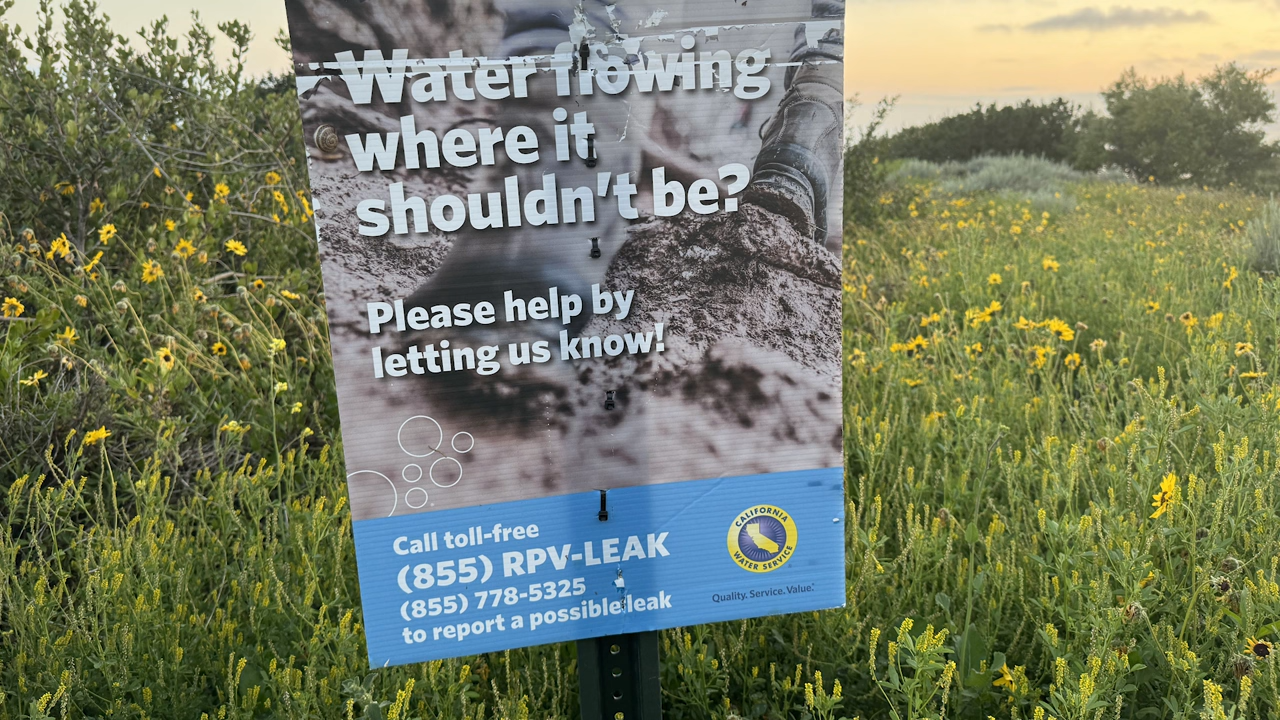 Water flowing
where it
shouldn't be?
Please help by
letting us know!
Call toll-free
(855) RPV-LEAK
(855) 778-5325
to report a possible leak
CALIFORNIA
WATER SERVICE
Quality. Service. Value.